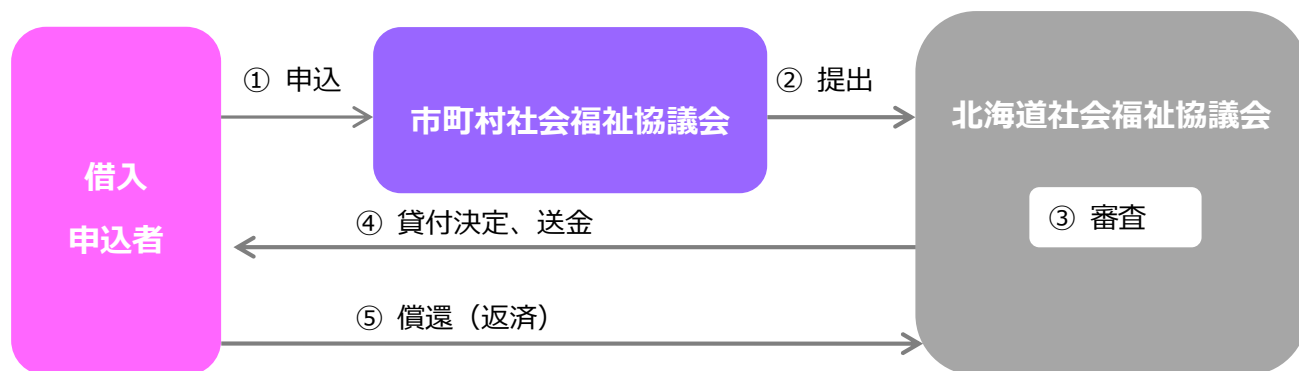 ① 申込
② 提出
市町村社会福祉協議会
北海道社会福祉協議会
借入
申込者
③ 審査
④ 貸付決定、送金
⑤ 償還（返済）